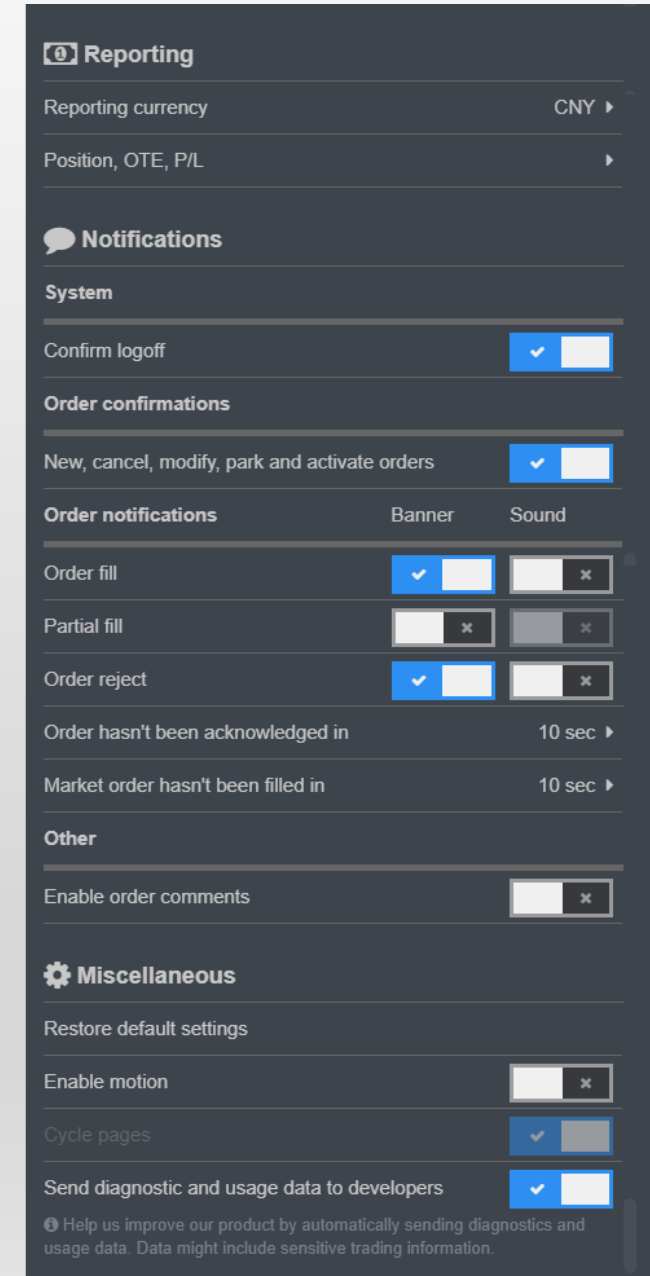 Reporting
Reporting currency CNY
Position, OTE, P/L
Notifications
System
Confirm logoff
Order confirmations
New, cancel, modify, park and activate orders
Order notifications Banner Sound
Order fill
Partial fill
Order reject
Order hasn't been acknowledged in 10 sec
Market order hasn't been filled in 10 sec
Other
Enable order comments
Miscellaneous
Restore default settings
Enable motion
Cycle pages
Send diagnostic and usage data to developers
Help us improve our product by automatically sending diagnostics and
usage data. Data might include sensitive trading information.